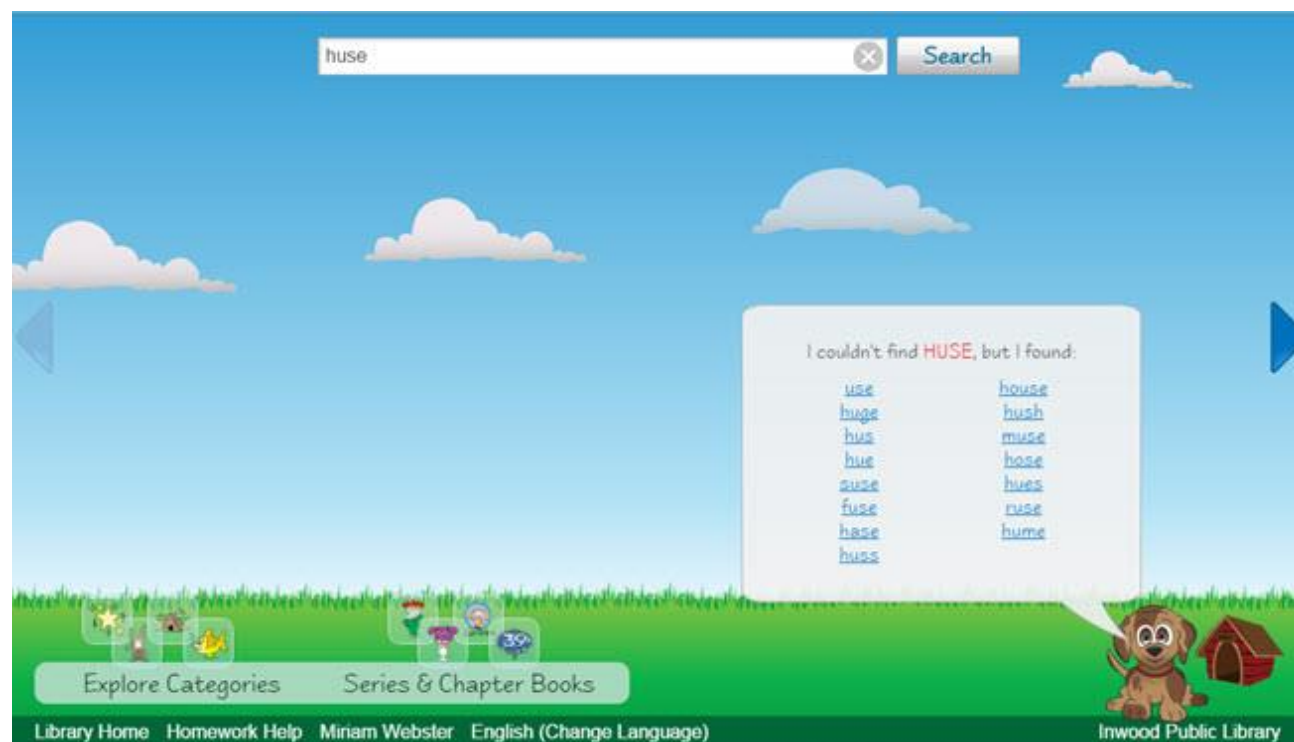 huse
Search
I couldn't find HUSE, but I found:
use house
huge hush
hus muse
hue hose
suse hues
fuse ruse
hase hume
huss
39
Explore Categories Series & Chapter Books
Library Home Homework Help Miriam Webster English (Change Language) Inwood Public Library